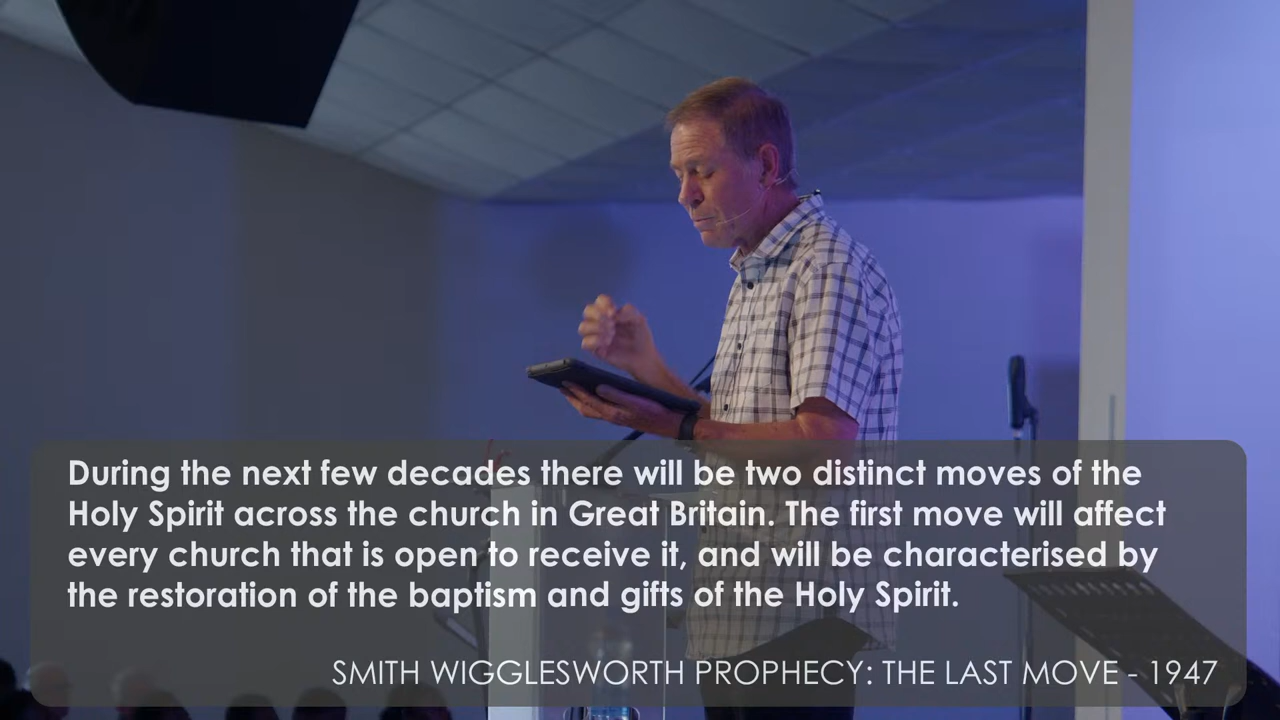 During the next few decades there will be two distinct moves of the
Holy Spirit across the church in Great Britain. The first move will affect
every church that is open to receive it, and will be characterised by
the restoration of the baptism and gifts of the Holy Spirit.
SMITH WIGGLESWORTH PROPHECY: THE LAST MOVE - 1947